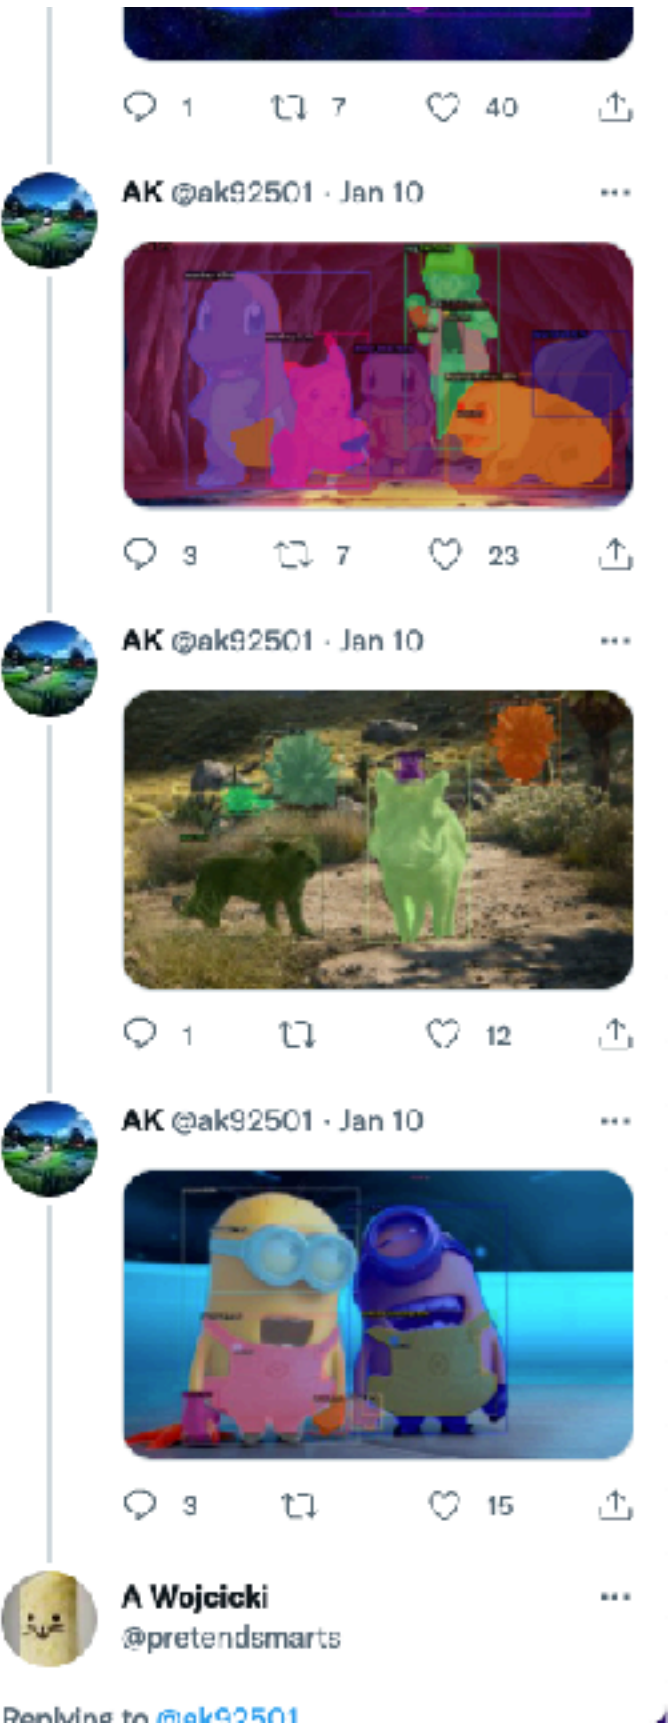 1 7 40
AK @ak92501 · Jan 10
3 7 23
AK @ak92501 · Jan 10
1 12
AK @ak92501 · Jan 10
3 15
A Wojcicki
@pretendsmarts
Replying to @ak92501